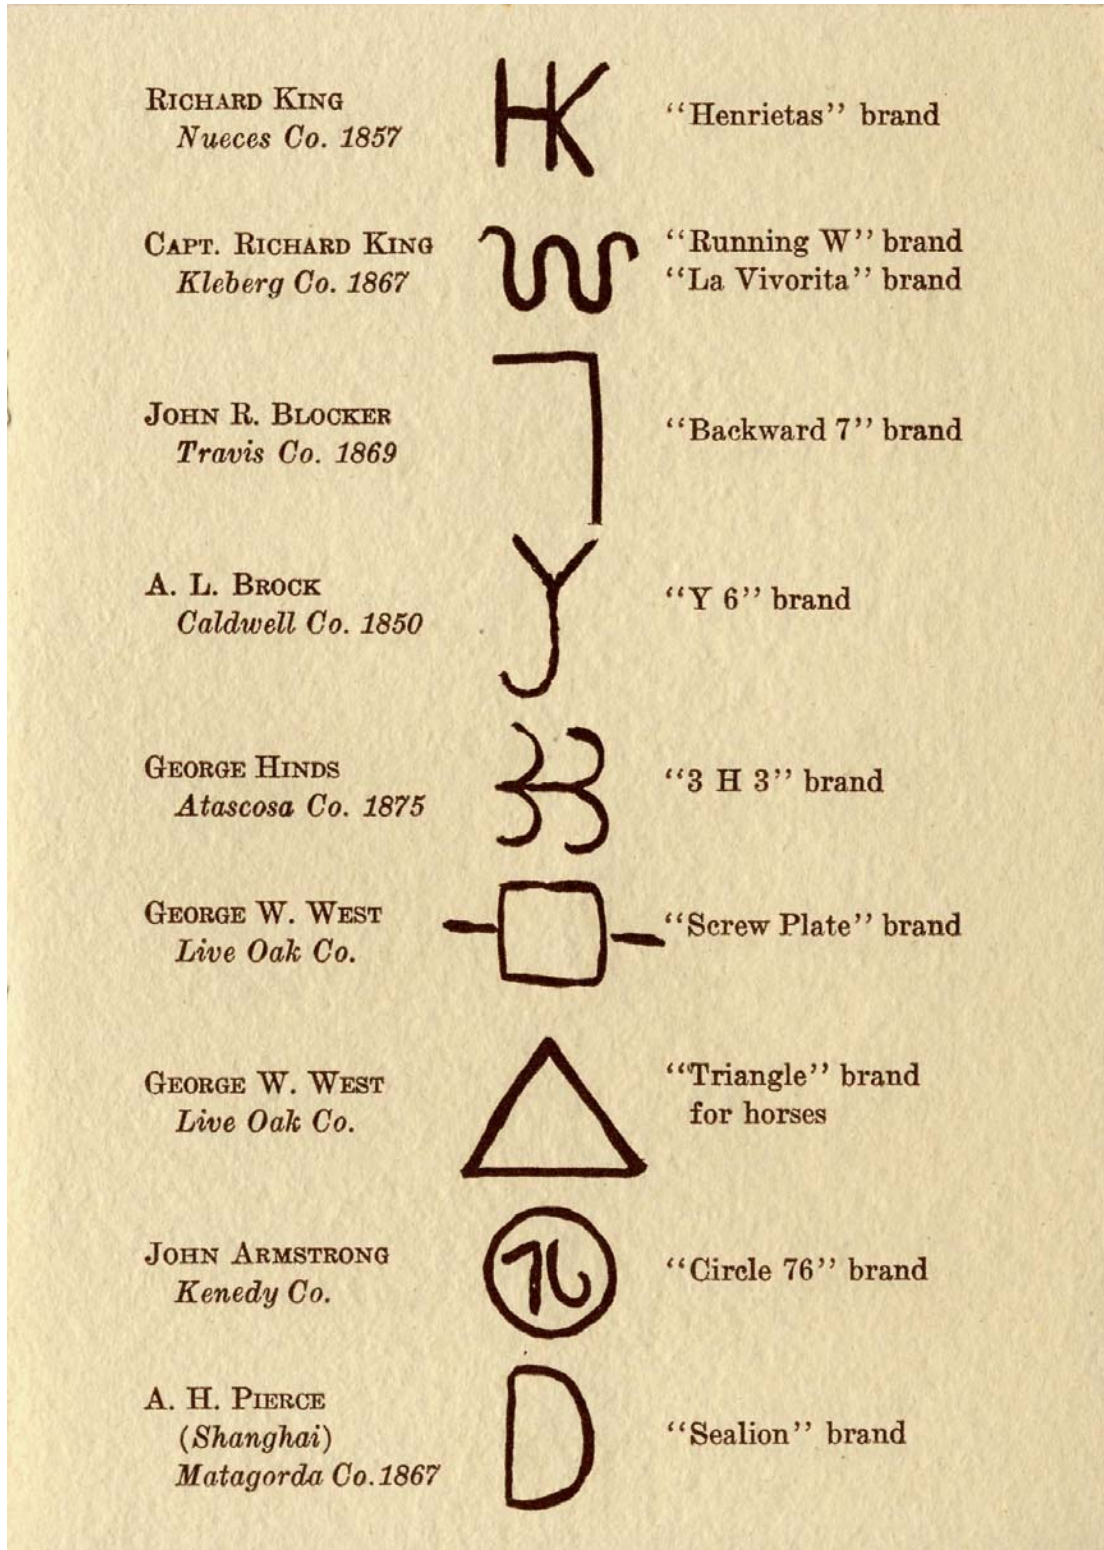 RICHARD KING
Nueces Co. 1857
HK
“Henrietas” brand
CAPT. RICHARD KING
Kleberg Co. 1867
W
“Running W” brand
“La Vivorita” brand
JOHN R. BLOCKER
Travis Co. 1869
“Backward 7” brand
A. L. BROCK
Caldwell Co. 1850
Y
“Y 6” brand
GEORGE HINDS
Atascosa Co. 1875
“3 H 3” brand
GEORGE W. WEST
Live Oak Co.
“Screw Plate” brand
GEORGE W. WEST
Live Oak Co.
“Triangle” brand
for horses
JOHN ARMSTRONG
Kenedy Co.
76
“Circle 76” brand
A. H. PIERCE
(Shanghai)
Matagorda Co. 1867
D
“Sealion” brand